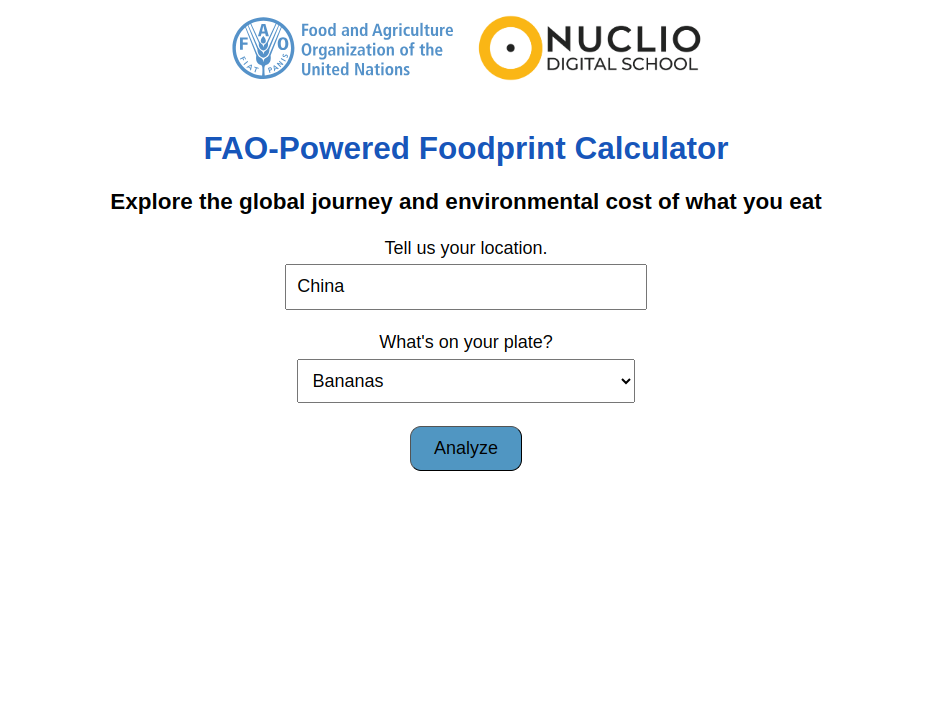 F A O
FIAT PANIS
Food and Agriculture
Organization of the
United Nations
NUCLIO
DIGITAL SCHOOL
FAO-Powered Foodprint Calculator
Explore the global journey and environmental cost of what you eat
Tell us your location.
China
What's on your plate?
Bananas
Analyze